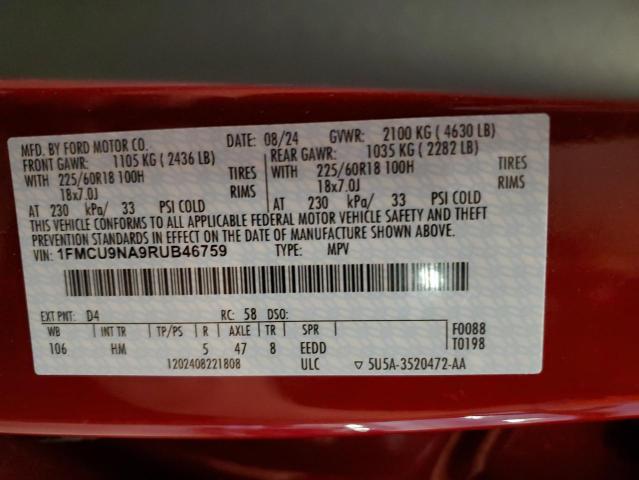 MFD. BY FORD MOTOR CO. DATE: 08/24 GVWR: 2100 KG ( 4630 LB)
FRONT GAWR: 1105 KG ( 2436 LB) REAR GAWR: 1035 KG ( 2282 LB)
WITH 225/60R18 100H TIRES WITH 225/60R18 100H TIRES
18x7.0J RIMS 18x7.0J RIMS
AT 230 kPa/ 33 PSI COLD AT 230 kPa/ 33 PSI COLD
THIS VEHICLE CONFORMS TO ALL APPLICABLE FEDERAL MOTOR VEHICLE SAFETY AND THEFT
PREVENTION STANDARDS IN EFFECT ON THE DATE OF MANUFACTURE SHOWN ABOVE.
VIN: 1FMCU9NA9RUB46759 TYPE: MPV
EXT PNT: D4 RC: 58 DSO:
WB INT TR TP/PS R AXLE TR SPR F0088
106 HM 5 47 8 EEDD T0198
1202408221808 ULC ▽ 5U5A-3520472-AA